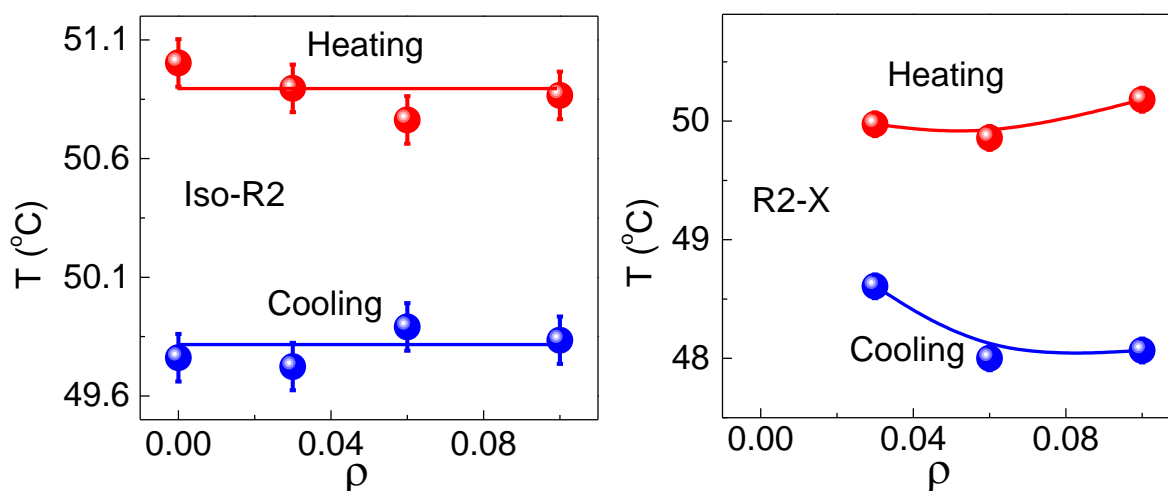 51.1
50.6
50.1
49.6
T (°C)
Heating
Iso-R2
Cooling
0.00 0.04 0.08
ρ
50
49
48
T (°C)
Heating
R2-X
Cooling
0.00 0.04 0.08
ρ